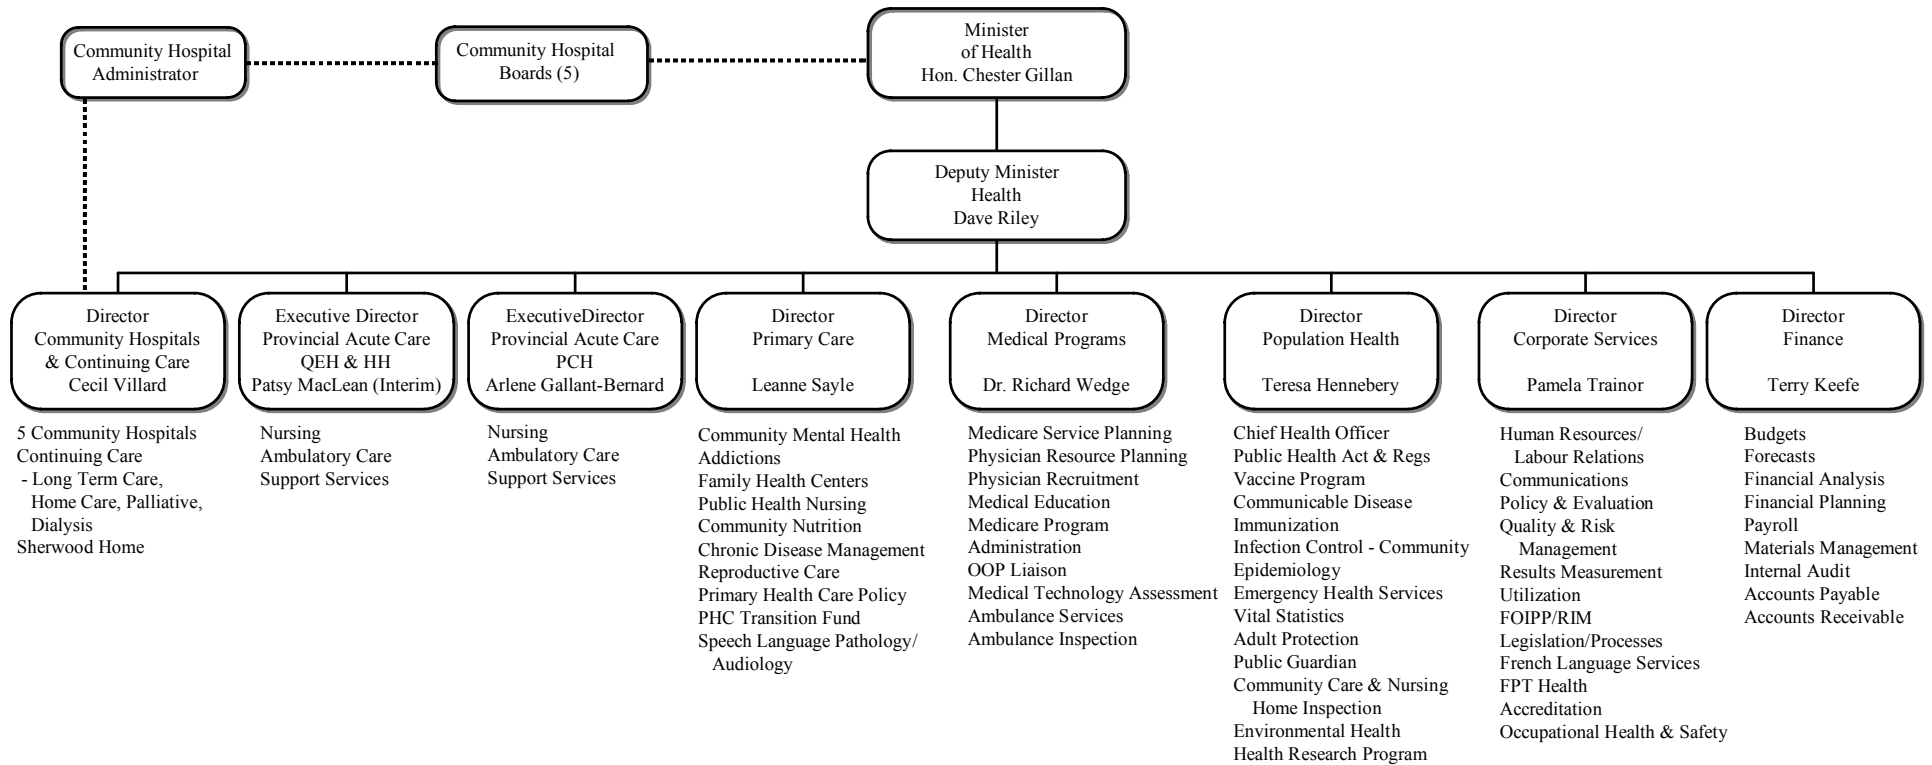 Community Hospital
Administrator
Community Hospital
Boards (5)
Minister
of Health
Hon. Chester Gillan
Deputy Minister
Health
Dave Riley
Director
Community Hospitals
& Continuing Care
Cecil Villard
Executive Director
Provincial Acute Care
QEH & HH
Patsy MacLean (Interim)
ExecutiveDirector
Provincial Acute Care
PCH
Arlene Gallant-Bernard
Director
Primary Care
Leanne Sayle
Director
Medical Programs
Dr. Richard Wedge
Director
Population Health
Teresa Hennebery
Director
Corporate Services
Pamela Trainor
Director
Finance
Terry Keefe
5 Community Hospitals
Continuing Care
- Long Term Care,
Home Care, Palliative,
Dialysis
Sherwood Home
Nursing
Ambulatory Care
Support Services
Nursing
Ambulatory Care
Support Services
Community Mental Health
Addictions
Family Health Centers
Public Health Nursing
Community Nutrition
Chronic Disease Management
Reproductive Care
Primary Health Care Policy
PHC Transition Fund
Speech Language Pathology/
Audiology
Medicare Service Planning
Physician Resource Planning
Physician Recruitment
Medical Education
Medicare Program
Administration
OOP Liaison
Medical Technology Assessment
Ambulance Services
Ambulance Inspection
Chief Health Officer
Public Health Act & Regs
Vaccine Program
Communicable Disease
Immunization
Infection Control - Community
Epidemiology
Emergency Health Services
Vital Statistics
Adult Protection
Public Guardian
Community Care & Nursing
Home Inspection
Environmental Health
Health Research Program
Human Resources/
Labour Relations
Communications
Policy & Evaluation
Quality & Risk
Management
Results Measurement
Utilization
FOIPP/RIM
Legislation/Processes
French Language Services
FPT Health
Accreditation
Occupational Health & Safety
Budgets
Forecasts
Financial Analysis
Financial Planning
Payroll
Materials Management
Internal Audit
Accounts Payable
Accounts Receivable